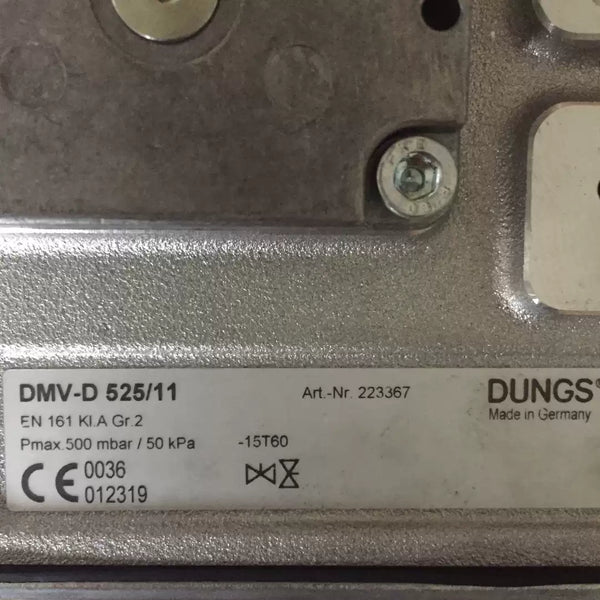 DMV-D 525/11
Art.-Nr. 223367
DUNGS
Made in Germany
EN 161 Kl.A Gr.2
Pmax.500 mbar / 50 kPa
-15T60
CE 0036
012319